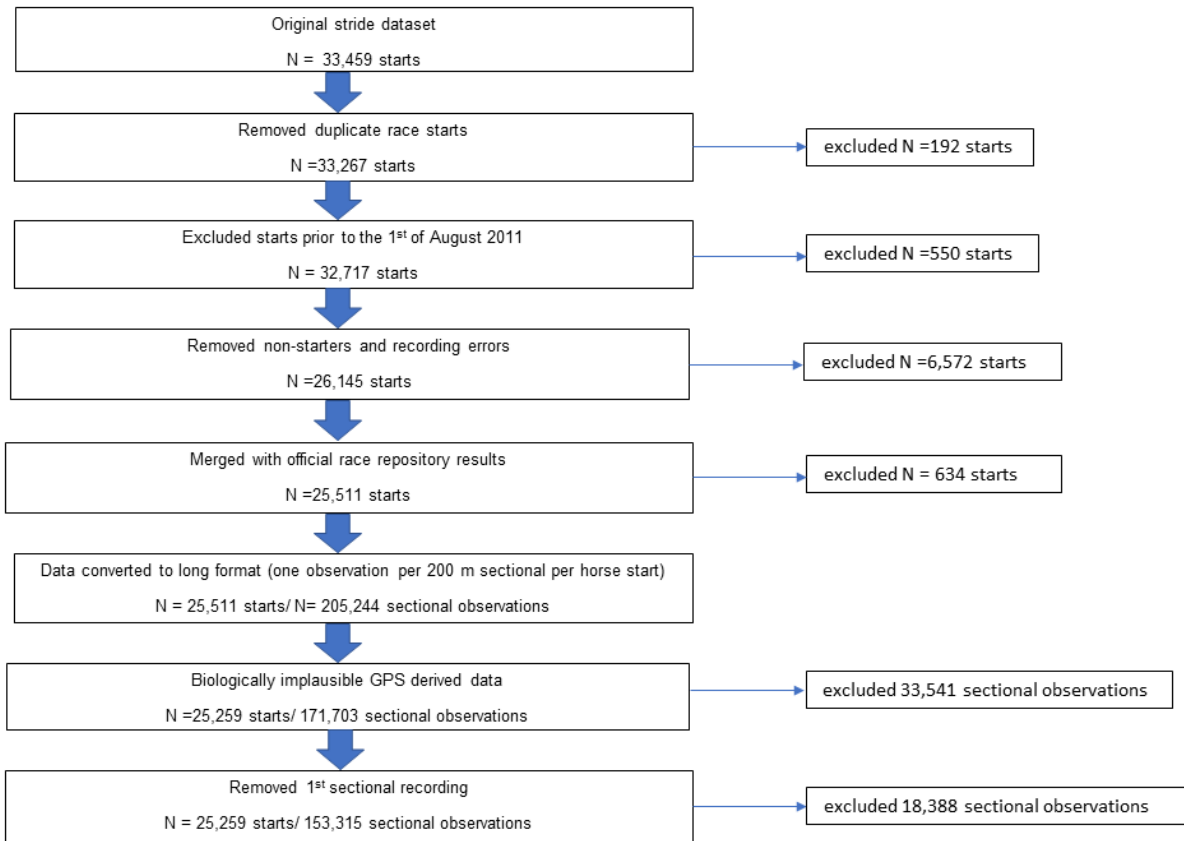 Original stride dataset
N = 33,459 starts
Removed duplicate race starts
N =33,267 starts
excluded N =192 starts
Excluded starts prior to the 1st of August 2011
N = 32,717 starts
excluded N =550 starts
Removed non-starters and recording errors
N =26,145 starts
excluded N =6,572 starts
Merged with official race repository results
N =25,511 starts
excluded N = 634 starts
Data converted to long format (one observation per 200 m sectional per horse start)
N = 25,511 starts/ N= 205,244 sectional observations
Biologically implausible GPS derived data
N =25,259 starts/ 171,703 sectional observations
excluded 33,541 sectional observations
Removed 1st sectional recording
N = 25,259 starts/ 153,315 sectional observations
excluded 18,388 sectional observations